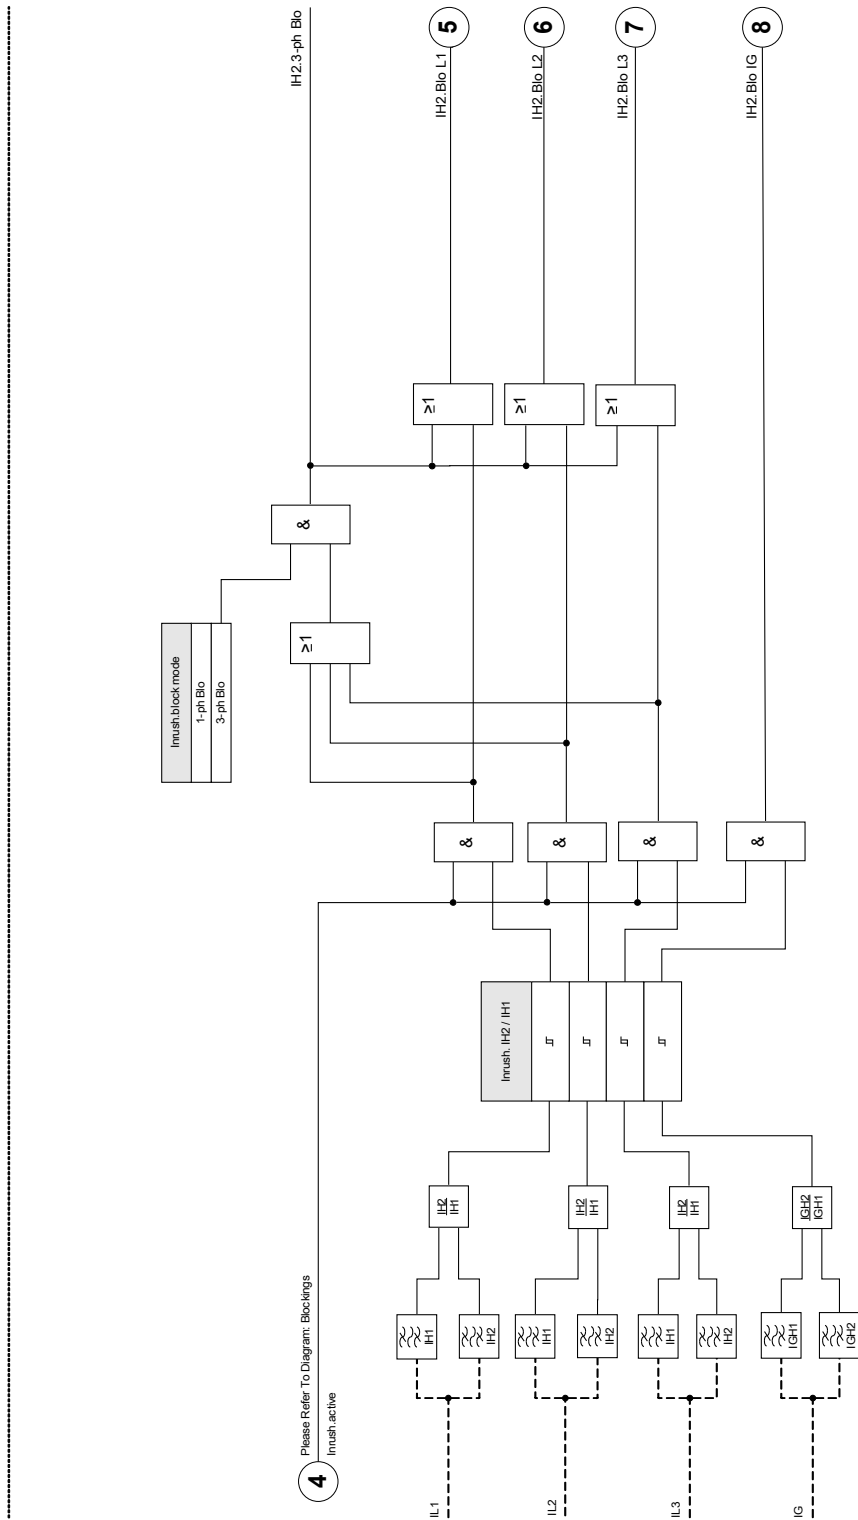 IL1
IL2
IL3
IG
4
Please Refer To Diagram: Blockings
Inrush.active
IH1
IH2
IH1
IH2
IH1
IH2
IGH1
IGH2
IH2
IH1
IH2
IH1
IH2
IH1
IGH2
IGH1
Inrush. IH2 / IH1
&
&
&
&
Inrush.block mode
1-ph Blo
3-ph Blo
≥1
&
≥1
≥1
≥1
IH2.3-ph Blo
IH2.Blo L1
5
IH2.Blo L2
6
IH2.Blo L3
7
IH2.Blo IG
8